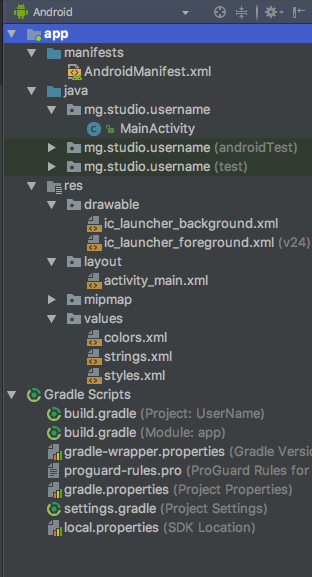 Android
app
manifests
AndroidManifest.xml
java
mg.studio.username
MainActivity
mg.studio.username (androidTest)
mg.studio.username (test)
res
drawable
ic_launcher_background.xml
ic_launcher_foreground.xml (v24)
layout
activity_main.xml
mipmap
values
colors.xml
strings.xml
styles.xml
Gradle Scripts
build.gradle (Project: UserName)
build.gradle (Module: app)
gradle-wrapper.properties (Gradle Versi
proguard-rules.pro (ProGuard Rules for
gradle.properties (Project Properties)
settings.gradle (Project Settings)
local.properties (SDK Location)